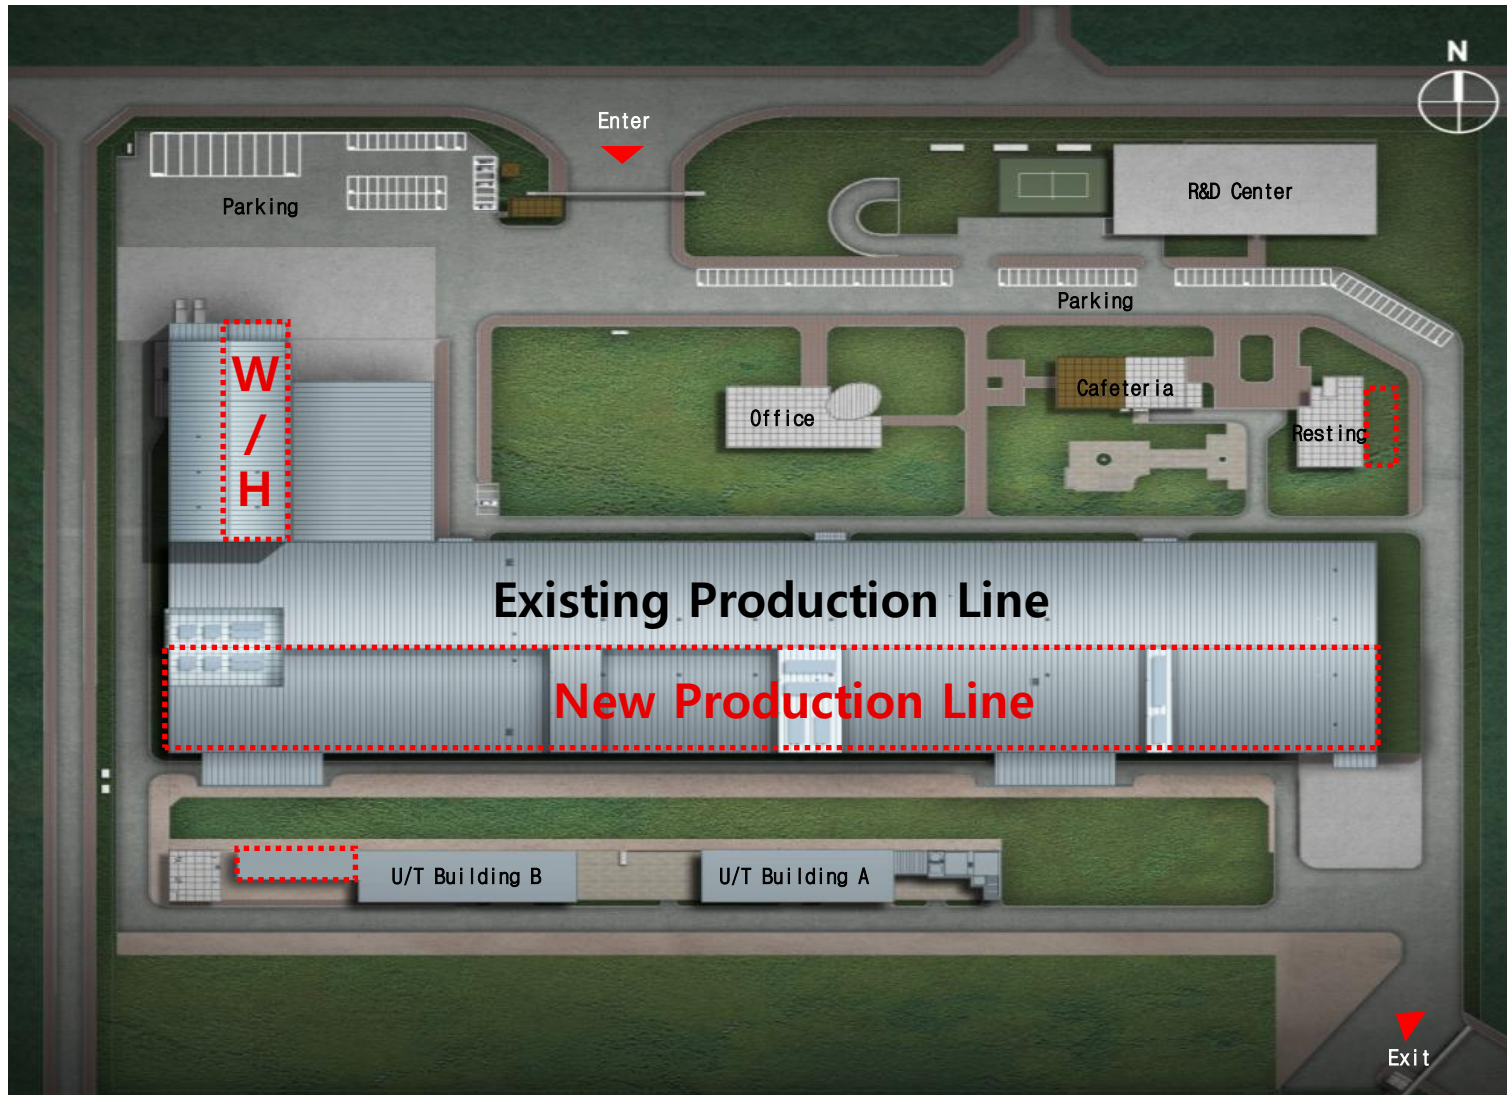 N
Enter
R&D Center
Parking
Parking
W
/
H
Cafeteria
Office
Resting
Existing Production Line
New Production Line
U/T Building B
U/T Building A
Exit